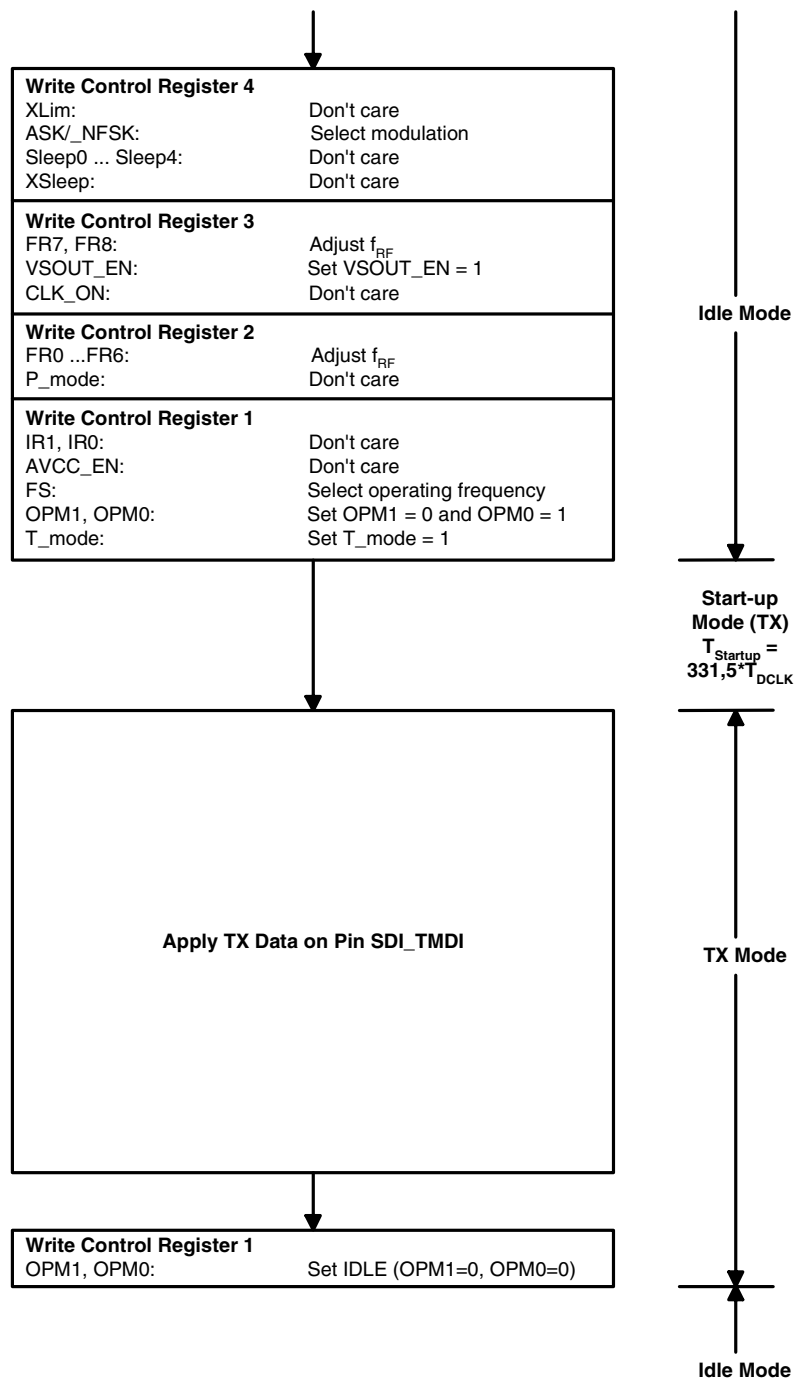 Write Control Register 4
XLim: Don't care
ASK/_NFSK: Select modulation
Sleep0 ... Sleep4: Don't care
XSleep: Don't care
Write Control Register 3
FR7, FR8: Adjust fRF
VSOUT_EN: Set VSOUT_EN = 1
CLK_ON: Don't care
Write Control Register 2
FR0 ...FR6: Adjust fRF
P_mode: Don't care
Write Control Register 1
IR1, IR0: Don't care
AVCC_EN: Don't care
FS: Select operating frequency
OPM1, OPM0: Set OPM1 = 0 and OPM0 = 1
T_mode: Set T_mode = 1
Idle Mode
Start-up
Mode (TX)
TStartup =
331,5*TDCLK
Apply TX Data on Pin SDI_TMDI
TX Mode
Write Control Register 1
OPM1, OPM0: Set IDLE (OPM1=0, OPM0=0)
Idle Mode